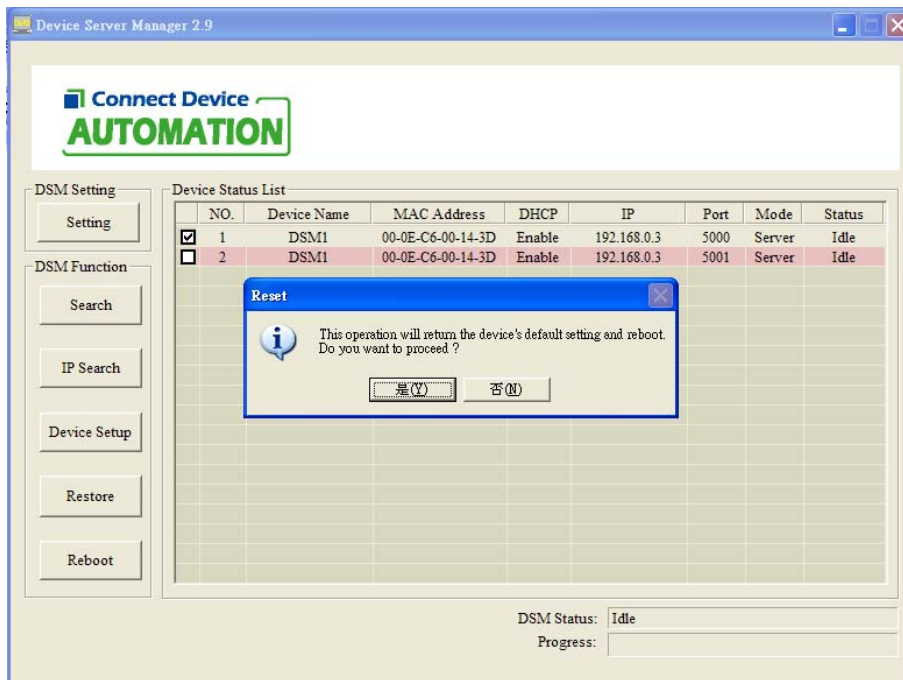 Device Server Manager 2.9
Connect Device
AUTOMATION
DSM Setting
Setting
DSM Function
Search
IP Search
Device Setup
Restore
Reboot
Device Status List
NO. Device Name MAC Address DHCP IP Port Mode Status
1 DSM1 00-0E-C6-00-14-3D Enable 192.168.0.3 5000 Server Idle
2 DSM1 00-0E-C6-00-14-3D Enable 192.168.0.3 5001 Server Idle
Reset
This operation will return the device's default setting and reboot.
Do you want to proceed ?
是(Y) 否(N)
DSM Status: Idle
Progress: